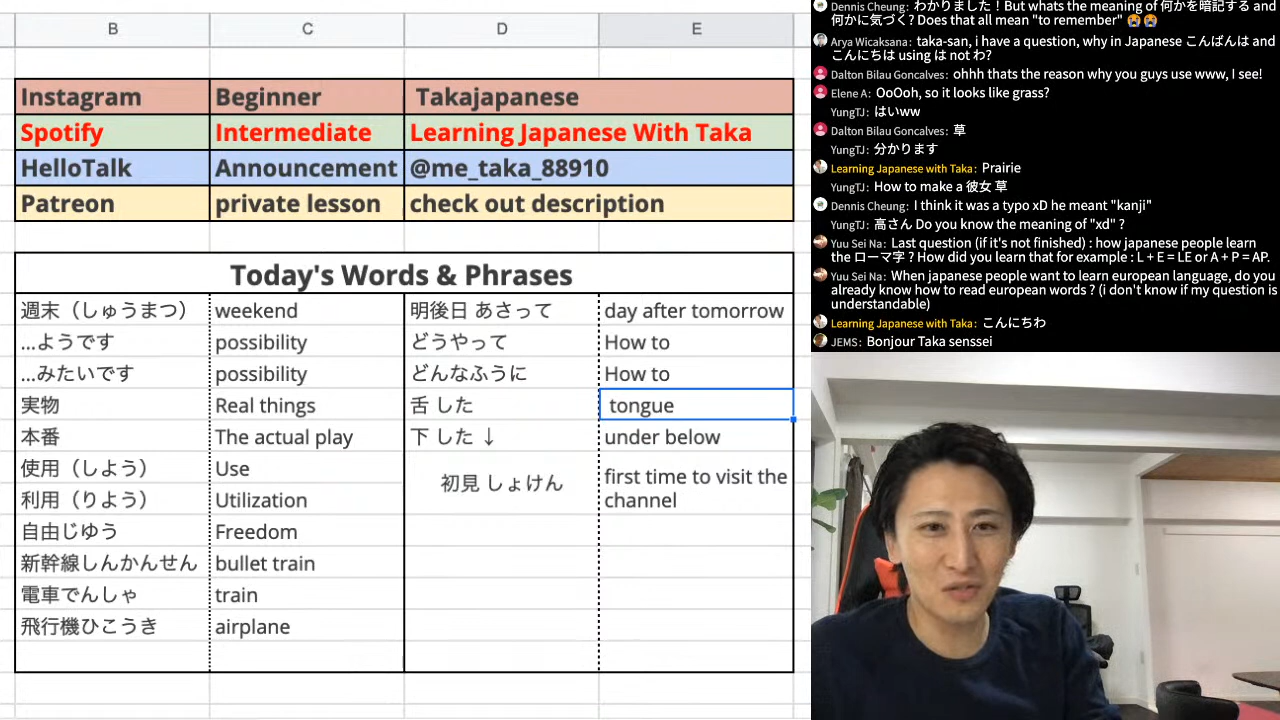 B C D E
Instagram Beginner Takajapanese
Spotify Intermediate Learning Japanese With Taka
HelloTalk Announcement @me_taka_88910
Patreon private lesson check out description
Today's Words & Phrases
週末（しゅうまつ） weekend 明後日 あさって day after tomorrow
...ようです possibility どうやって How to
...みたいです possibility どんなふうに How to
実物 Real things 舌 した tongue
本番 The actual play 下 した ↓ under below
使用（しよう） Use 初見 しょけん first time to visit the
利用（りよう） Utilization channel
自由じゆう Freedom
新幹線しんかんせん bullet train
電車でんしゃ train
飛行機ひこうき airplane
Dennis Cheung: わかりました！But whats the meaning of 何かを暗記する and
何かに気づく? Does that all mean "to remember" 😭😭
Arya Wicaksana: taka-san, i have a question, why in Japanese こんばんは and
こんにちは using は not わ?
Dalton Bilau Goncalves: ohhh thats the reason why you guys use www, I see!
Elene A: OoOoh, so it looks like grass?
YungTJ: はいww
Dalton Bilau Goncalves: 草
YungTJ: 分かります
Learning Japanese with Taka: Prairie
YungTJ: How to make a 彼女 草
Dennis Cheung: I think it was a typo xD he meant "kanji"
YungTJ: 高さん Do you know the meaning of "xd" ?
Yuu Sei Na: Last question (if it's not finished) : how japanese people learn
the ローマ字 ? How did you learn that for example : L + E = LE or A + P = AP.
Yuu Sei Na: When japanese people want to learn european language, do you
already know how to read european words ? (i don't know if my question is
understandable)
Learning Japanese with Taka: こんにちわ
JEMS: Bonjour Taka senssei